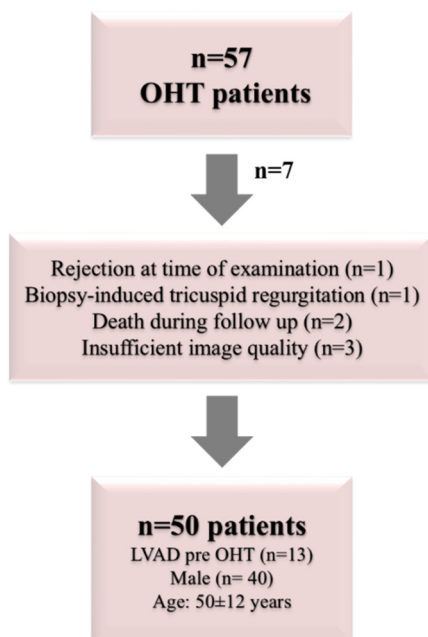 n=57
OHT patients
n=7
Rejection at time of examination (n=1)
Biopsy-induced tricuspid regurgitation (n=1)
Death during follow up (n=2)
Insufficient image quality (n=3)
n=50 patients
LVAD pre OHT (n=13)
Male (n= 40)
Age: 50±12 years